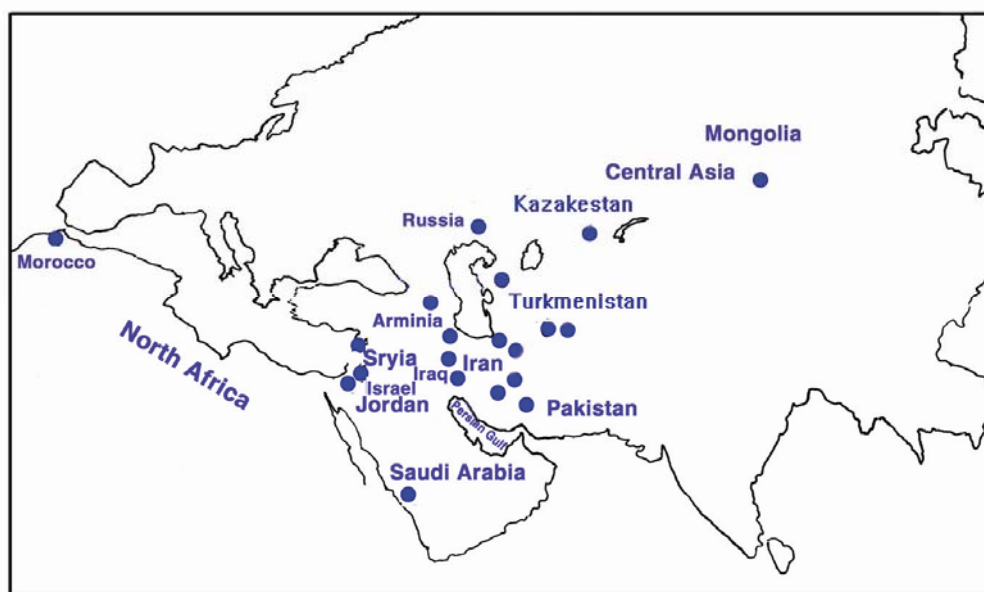 Mongolia
Central Asia
Kazakestan
Russia
Morocco
Turkmenistan
Arminia
North Africa
Sryia
Iran
Iraq
Israel
Jordan
Pakistan
Persian Gulf
Saudi Arabia